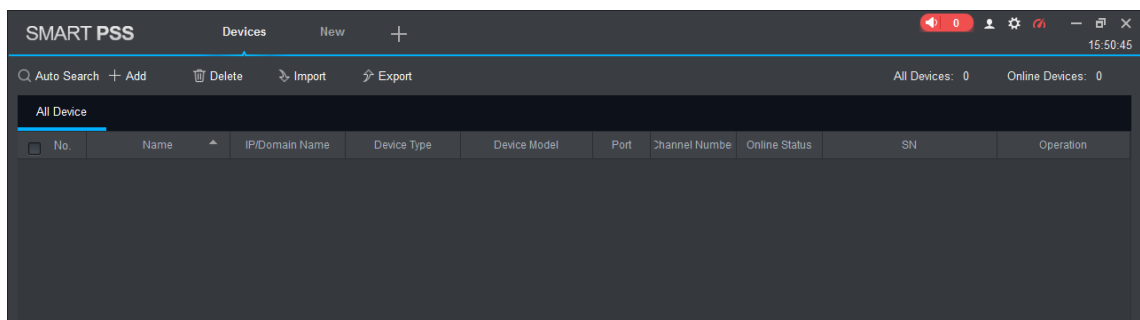 SMART PSS Devices New 0
15:50:45
Auto Search Add Delete Import Export All Devices: 0 Online Devices: 0
All Device
No. Name IP/Domain Name Device Type Device Model Port Channel Numbe Online Status SN Operation